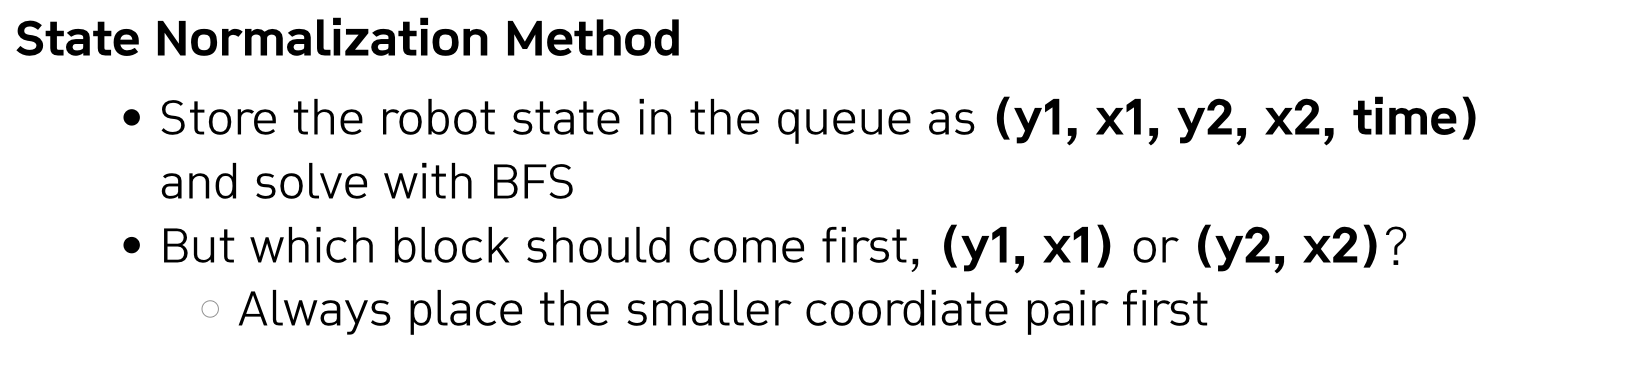 State Normalization Method
• Store the robot state in the queue as (y1, x1, y2, x2, time)
and solve with BFS
• But which block should come first, (y1, x1) or (y2, x2)?
○ Always place the smaller coordiate pair first